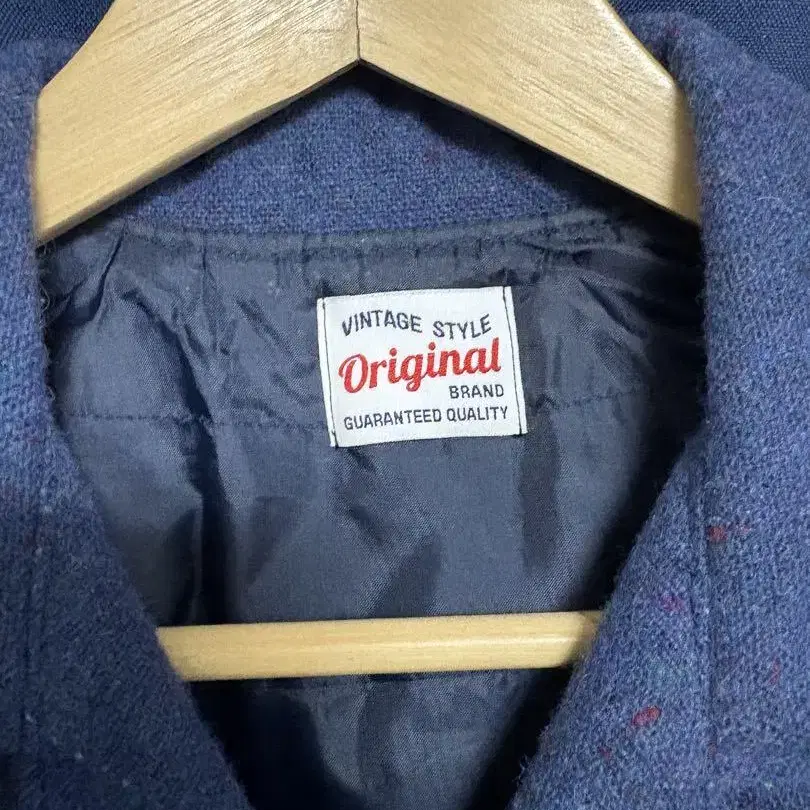 VINTAGE STYLE
Original
BRAND
GUARANTEED QUALITY